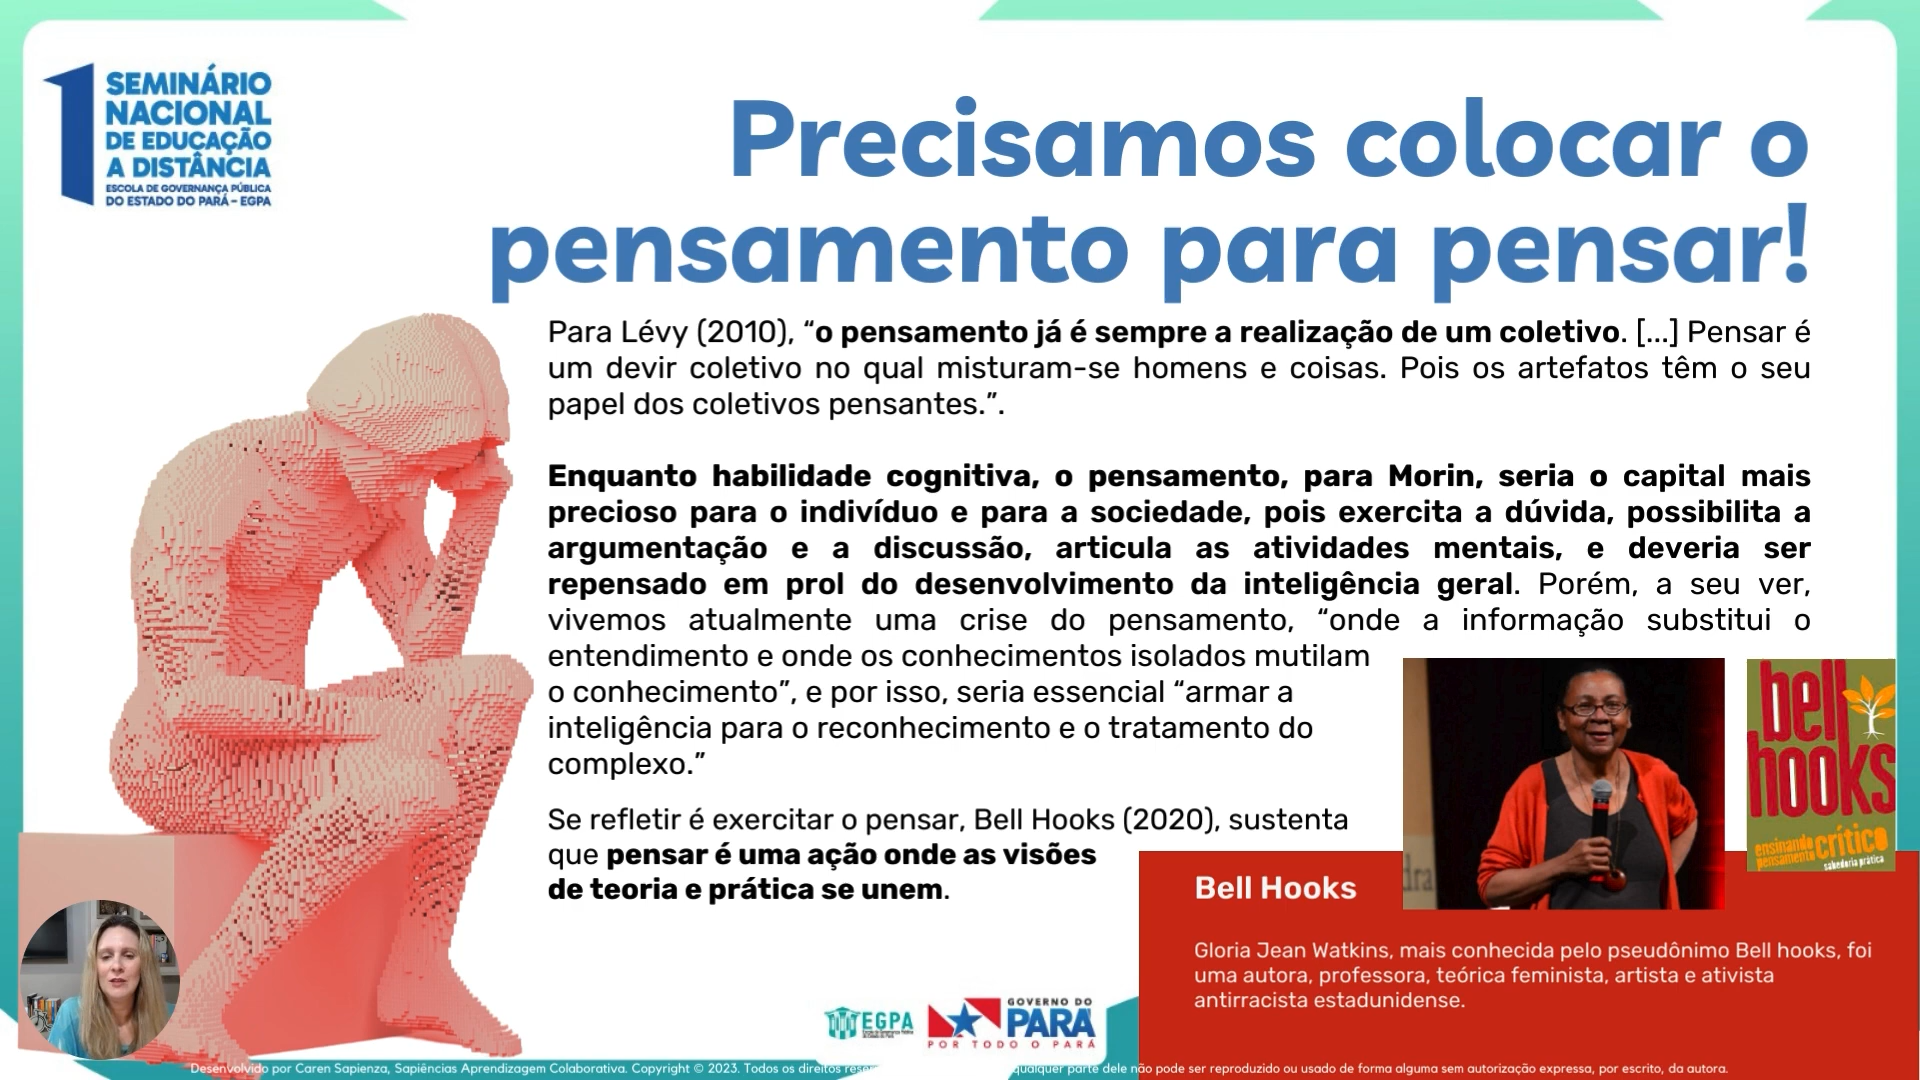 1 SEMINÁRIO
NACIONAL
DE EDUCAÇÃO
A DISTÂNCIA
ESCOLA DE GOVERNANÇA PÚBLICA
DO ESTADO DO PARÁ – EGPA
Precisamos colocar o
pensamento para pensar!
Para Lévy (2010), “o pensamento já é sempre a realização de um coletivo. [...] Pensar é
um devir coletivo no qual misturam-se homens e coisas. Pois os artefatos têm o seu
papel dos coletivos pensantes.”.
Enquanto habilidade cognitiva, o pensamento, para Morin, seria o capital mais
precioso para o indivíduo e para a sociedade, pois exercita a dúvida, possibilita a
argumentação e a discussão, articula as atividades mentais, e deveria ser
repensado em prol do desenvolvimento da inteligência geral. Porém, a seu ver,
vivemos atualmente uma crise do pensamento, “onde a informação substitui o
entendimento e onde os conhecimentos isolados mutilam
o conhecimento”, e por isso, seria essencial “armar a
inteligência para o reconhecimento e o tratamento do
complexo.”
Se refletir é exercitar o pensar, Bell Hooks (2020), sustenta
que pensar é uma ação onde as visões
de teoria e prática se unem.
bell
hooks
ensinando
pensamento crítico
sabedoria prática
dra
Bell Hooks
Gloria Jean Watkins, mais conhecida pelo pseudônimo Bell hooks, foi
uma autora, professora, teórica feminista, artista e ativista
antirracista estadunidense.
EGPA
GOVERNO DO
PARÁ
POR TODO O PARÁ
Desenvolvido por Caren Sapienza, Sapiências Aprendizagem Colaborativa. Copyright © 2023. Todos os direitos reser qualquer parte dele não pode ser reproduzido ou usado de forma alguma sem autorização expressa, por escrito, da autora.